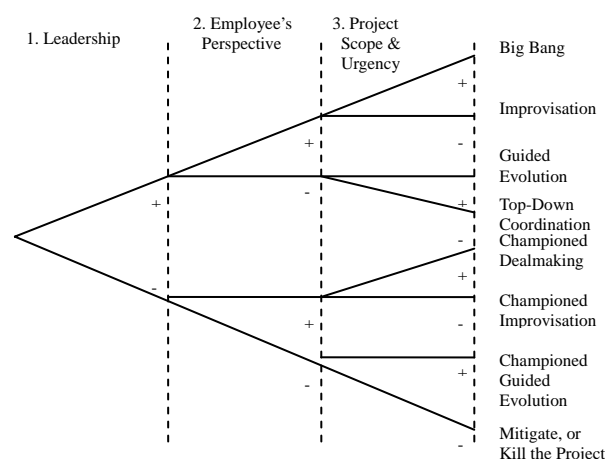 1. Leadership
2. Employee's
Perspective
3. Project
Scope &
Urgency
Big Bang
+
Improvisation
+
-
Guided
Evolution
-
+
+
Top-Down
Coordination
-
Championed
Dealmaking
+
-
Championed
Improvisation
+
-
Championed
Guided
Evolution
+
-
Mitigate, or
Kill the Project
-